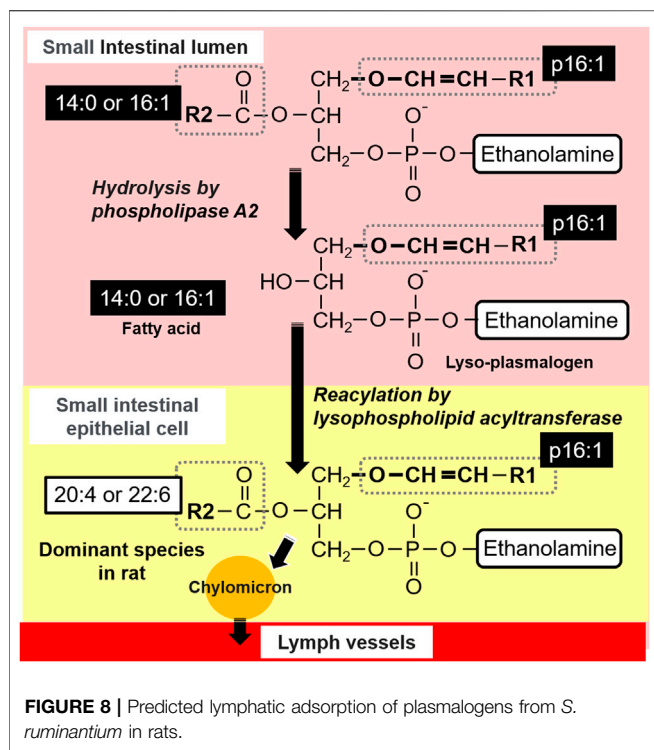 Small Intestinal lumen
p16:1
O
CH₂–O–CH=CH–R1
14:0 or 16:1
R2–C–O–CH
O⁻
CH₂–O–P–O–Ethanolamine
O
Hydrolysis by
phospholipase A2
p16:1
CH₂–O–CH=CH–R1
14:0 or 16:1
HO–CH
O⁻
Fatty acid
CH₂–O–P–O–Ethanolamine
O
Lyso-plasmalogen
Small intestinal
epithelial cell
Reacylation by
lysophospholipid acyltransferase
p16:1
20:4 or 22:6
O
CH₂–O–CH=CH–R1
R2–C–O–CH
O⁻
Dominant species
in rat
CH₂–O–P–O–Ethanolamine
O
Chylomicron
Lymph vessels
FIGURE 8 | Predicted lymphatic adsorption of plasmalogens from S.
ruminantium in rats.